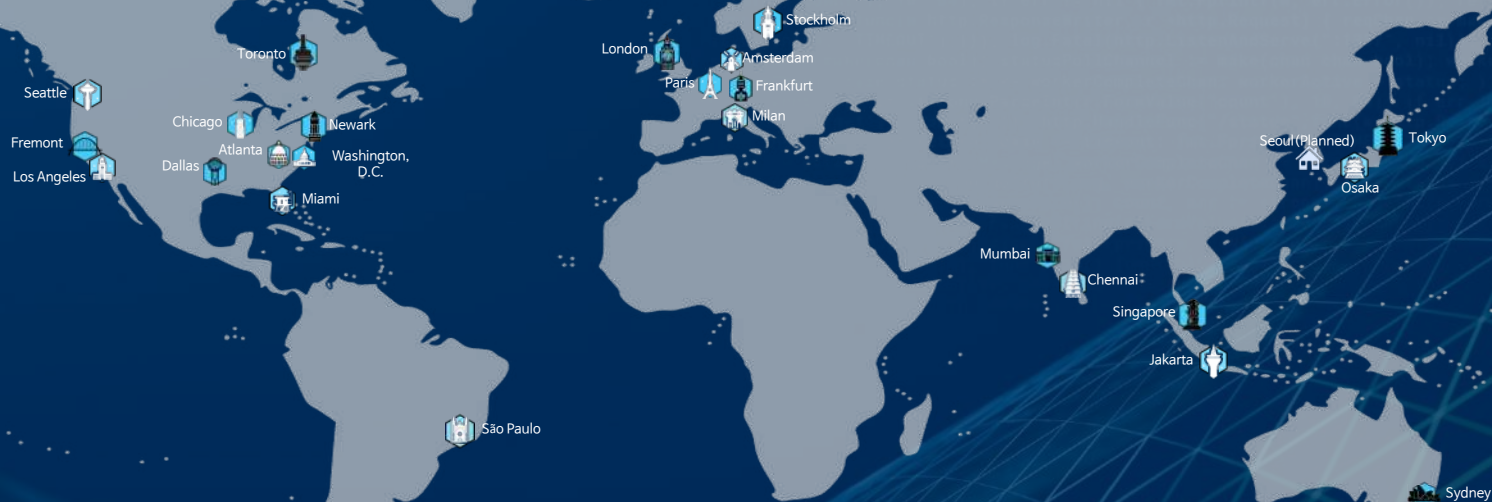 Stockholm
Toronto
London
Amsterdam
Paris
Frankfurt
Seattle
Chicago
Newark
Milan
Fremont
Atlanta
Washington,
D.C.
Dallas
Los Angeles
Miami
Seoul(Planned)
Tokyo
Osaka
Mumbai
Chennai
Singapore
Jakarta
São Paulo
Sydney